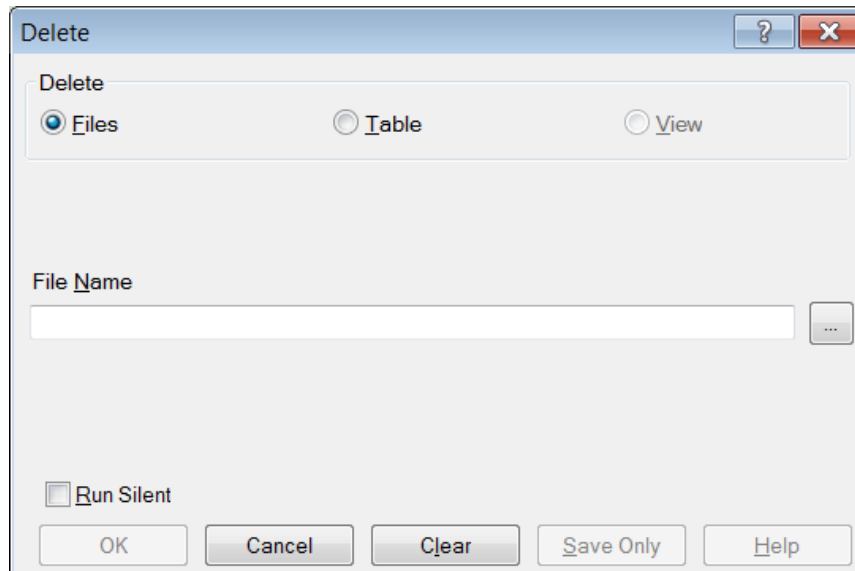 Delete
Delete
Files Table View
File Name
...
Run Silent
OK Cancel Clear Save Only Help